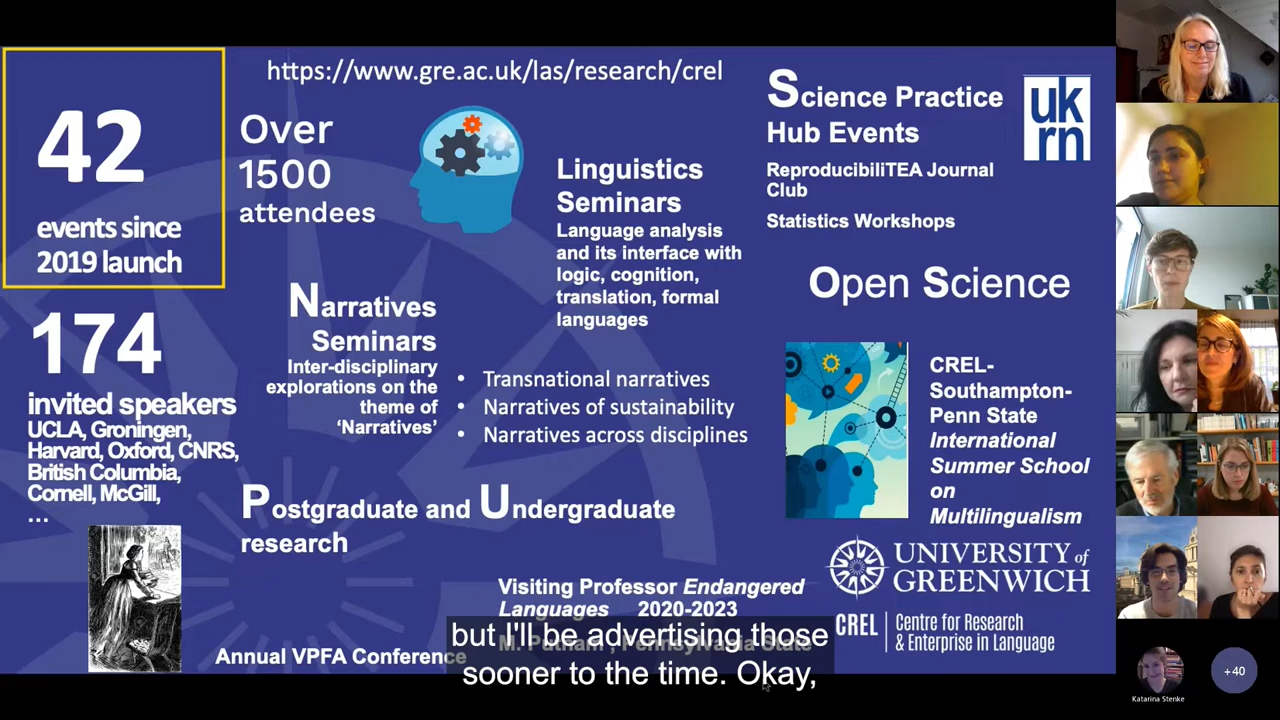 https://www.gre.ac.uk/las/research/crel
42
events since
2019 launch
Over
1500
attendees
174
invited speakers
UCLA, Groningen,
Harvard, Oxford, CNRS,
British Columbia,
Cornell, McGill,
...
Linguistics
Seminars
Language analysis
and its interface with
logic, cognition,
translation, formal
languages
Narratives
Seminars
Inter-disciplinary
explorations on the
theme of
‘Narratives’
• Transnational narratives
• Narratives of sustainability
• Narratives across disciplines
Postgraduate and Undergraduate
research
Visiting Professor Endangered
Languages 2020-2023
M. Putnam, Pennsylvania State
Annual VPFA Conference
Science Practice
Hub Events
ReproducibiliTEA Journal
Club
Statistics Workshops
uk
rn
Open Science
CREL-
Southampton-
Penn State
International
Summer School
on
Multilingualism
UNIVERSITY of
GREENWICH
CREL Centre for Research
& Enterprise in Language
but I'll be advertising those
sooner to the time. Okay,
Katarina Stenke
+40